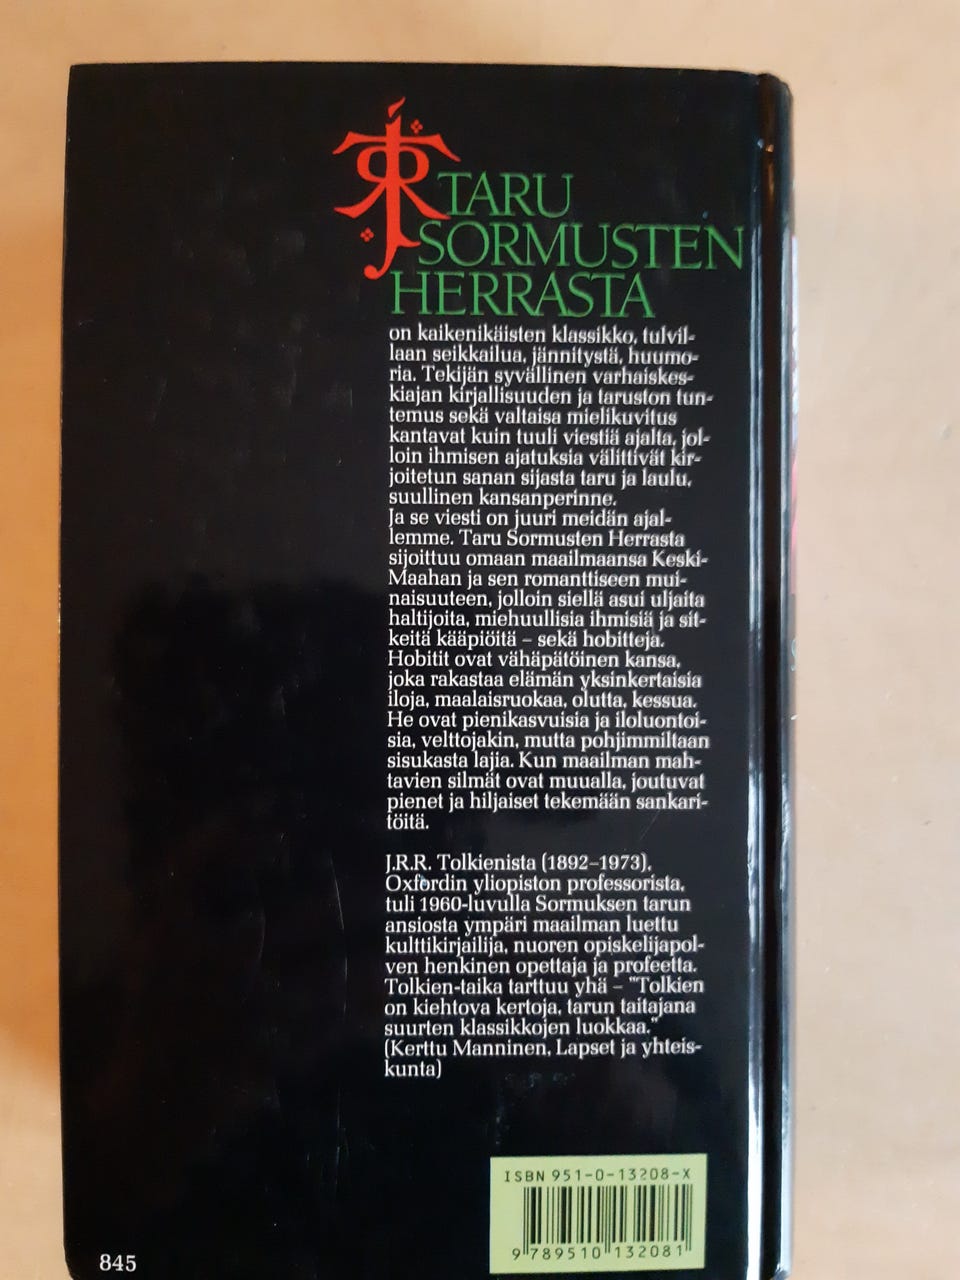 TARU
SORMUSTEN
HERRASTA
on kaikenikäisten klassikko, tulvil-
laan seikkailua, jännitystä, huumo-
ria. Tekijän syvällinen varhaiskes-
kiajan kirjallisuuden ja taruston tun-
temus sekä valtaisa mielikuvitus
kantavat kuin tuuli viestiä ajalta, jol-
loin ihmisen ajatuksia välittivät kir-
joitetun sanan sijasta taru ja laulu,
suullinen kansanperinne.
Ja se viesti on juuri meidän ajal-
lemme. Taru Sormusten Herrasta
sijoittuu omaan maailmaansa Keski-
Maahan ja sen romanttiseen mui-
naisuuteen, jolloin siellä asui uljaita
haltijoita, miehuullisia ihmisiä ja sit-
keitä kääpiöitä – sekä hobitteja.
Hobitit ovat vähäpätöinen kansa,
joka rakastaa elämän yksinkertaisia
iloja, maalaisruokaa, olutta, kessua.
He ovat pienikasvuisia ja iloluontoi-
sia, velttojakin, mutta pohjimmiltaan
sisukasta lajia. Kun maailman mah-
tavien silmät ovat muualla, joutuvat
pienet ja hiljaiset tekemään sankari-
töitä.
J.R.R. Tolkienista (1892–1973),
Oxfordin yliopiston professorista,
tuli 1960-luvulla Sormuksen tarun
ansiosta ympäri maailman luettu
kulttikirjailija, nuoren opiskelijapol-
ven henkinen opettaja ja profeetta.
Tolkien-taika tarttuu yhä – "Tolkien
on kiehtova kertoja, tarun taitajana
suurten klassikkojen luokkaa."
(Kerttu Manninen, Lapset ja yhteis-
kunta)
ISBN 951-0-13208-X
9 789510 132081
845